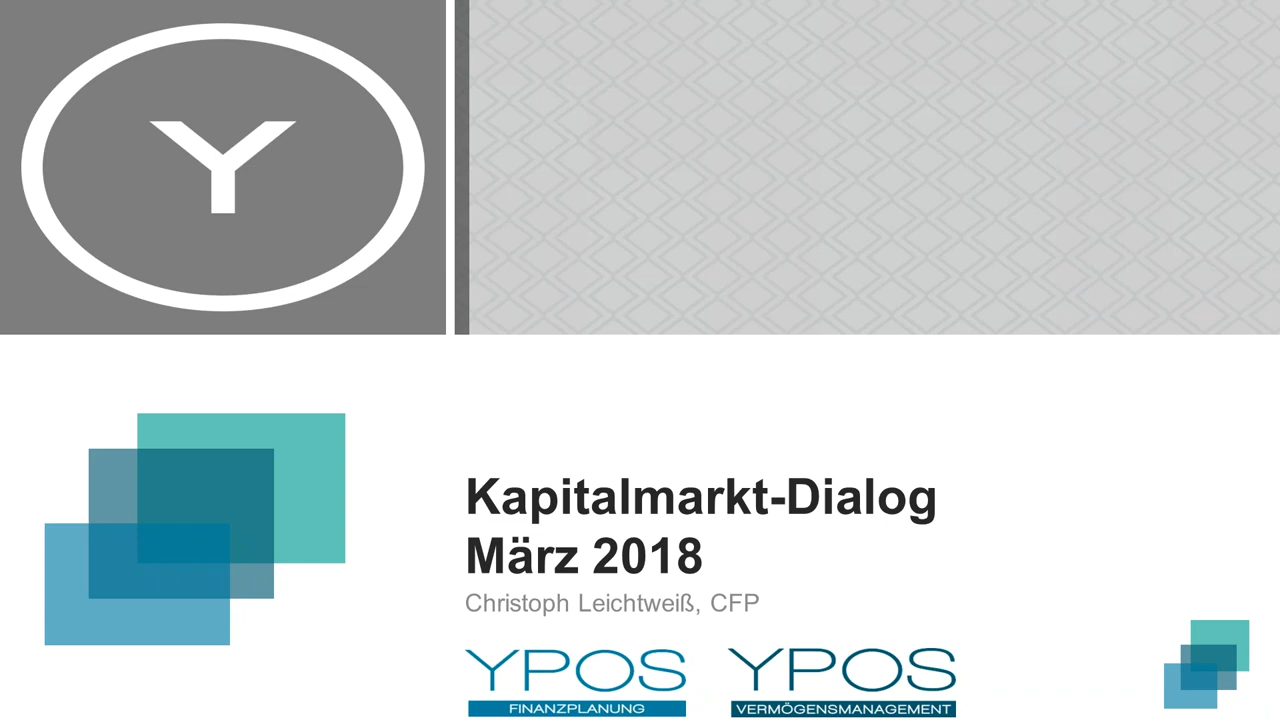 Y
Kapitalmarkt-Dialog
März 2018
Christoph Leichtweiß, CFP
YPOS YPOS
FINANZPLANUNG VERMÖGENSMANAGEMENT